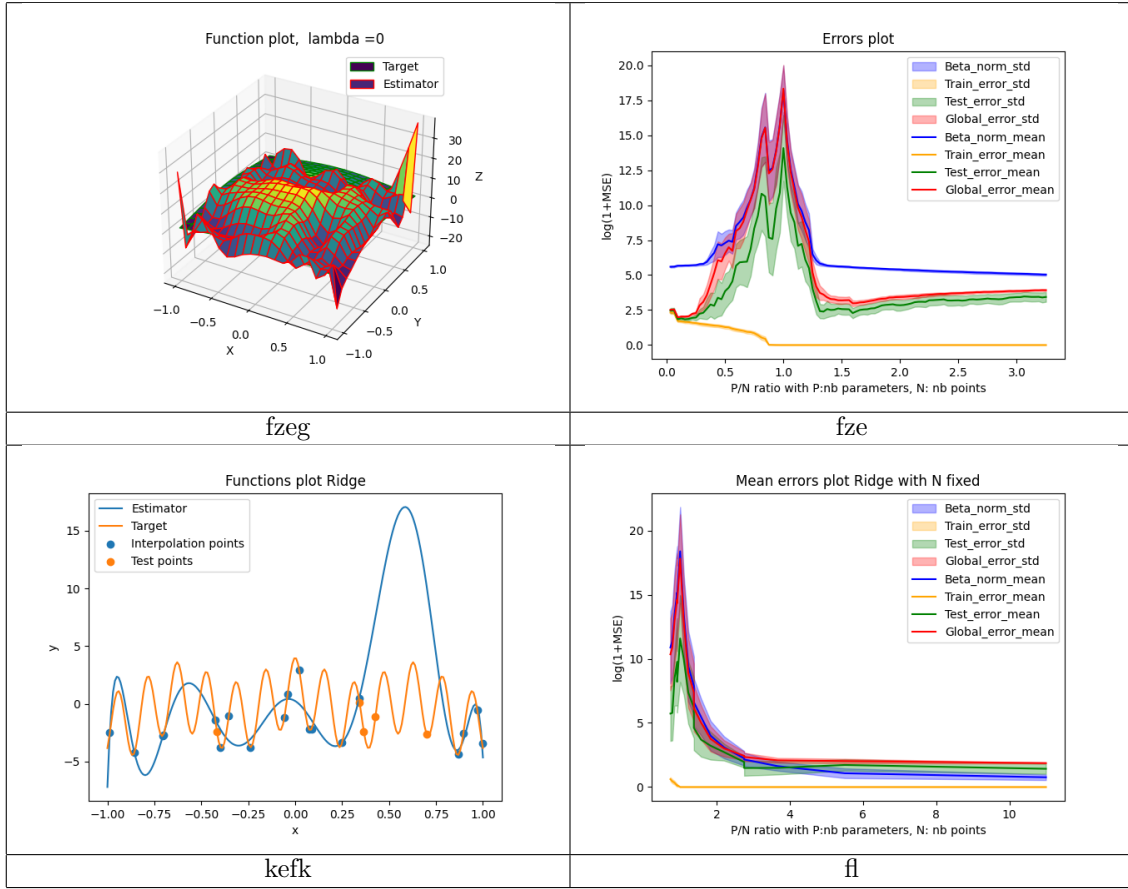 Function plot, lambda =0
Target
Estimator
30
20
10
0
−10
−20
Z
−1.0
−0.5
0.0
0.5
1.0
X
−1.0
−0.5
0.0
0.5
1.0
Y
fzeg
Errors plot
Beta_norm_std
Train_error_std
Test_error_std
Global_error_std
Beta_norm_mean
Train_error_mean
Test_error_mean
Global_error_mean
log(1+MSE)
20.0
17.5
15.0
12.5
10.0
7.5
5.0
2.5
0.0
0.0 0.5 1.0 1.5 2.0 2.5 3.0
P/N ratio with P:nb parameters, N: nb points
fze
Functions plot Ridge
Estimator
Target
Interpolation points
Test points
y
15
10
5
0
−5
−1.00 −0.75 −0.50 −0.25 0.00 0.25 0.50 0.75 1.00
x
kefk
Mean errors plot Ridge with N fixed
Beta_norm_std
Train_error_std
Test_error_std
Global_error_std
Beta_norm_mean
Train_error_mean
Test_error_mean
Global_error_mean
log(1+MSE)
20
15
10
5
0
2 4 6 8 10
P/N ratio with P:nb parameters, N: nb points
fl